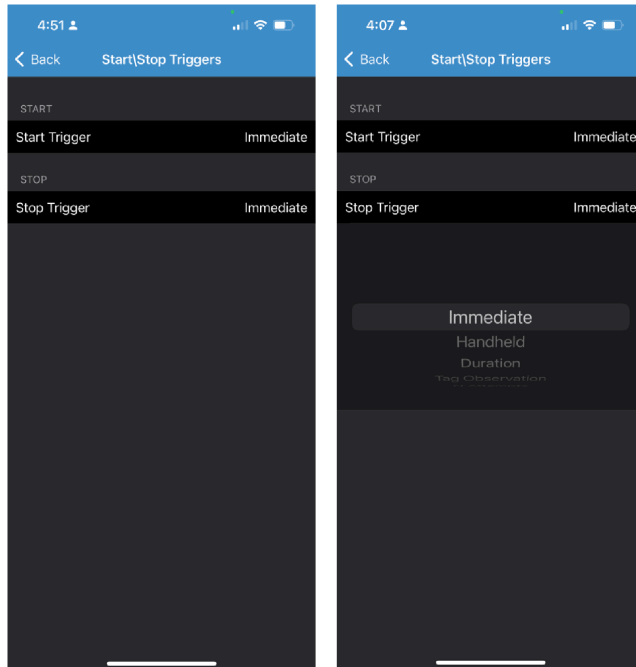 4:51
Back Start\Stop Triggers
START
Start Trigger Immediate
STOP
Stop Trigger Immediate
4:07
Back Start\Stop Triggers
START
Start Trigger Immediate
STOP
Stop Trigger Immediate
Immediate
Handheld
Duration
Tag Observation